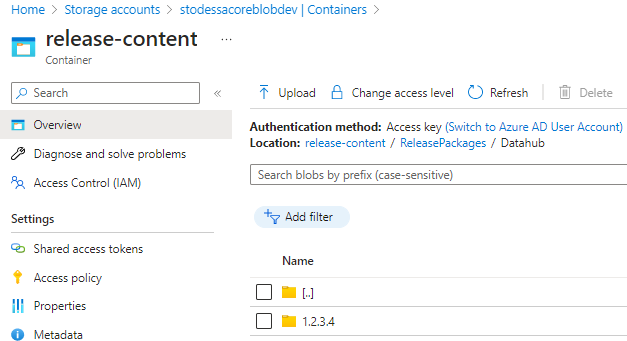 Home > Storage accounts > stodessacoreblobdev | Containers >
release-content ...
Container
Search
«
Overview
Diagnose and solve problems
Access Control (IAM)
Settings
Shared access tokens
Access policy
Properties
Metadata
Upload Change access level Refresh Delete
Authentication method: Access key (Switch to Azure AD User Account)
Location: release-content / ReleasePackages / Datahub
Search blobs by prefix (case-sensitive)
Add filter
Name
[..]
1.2.3.4